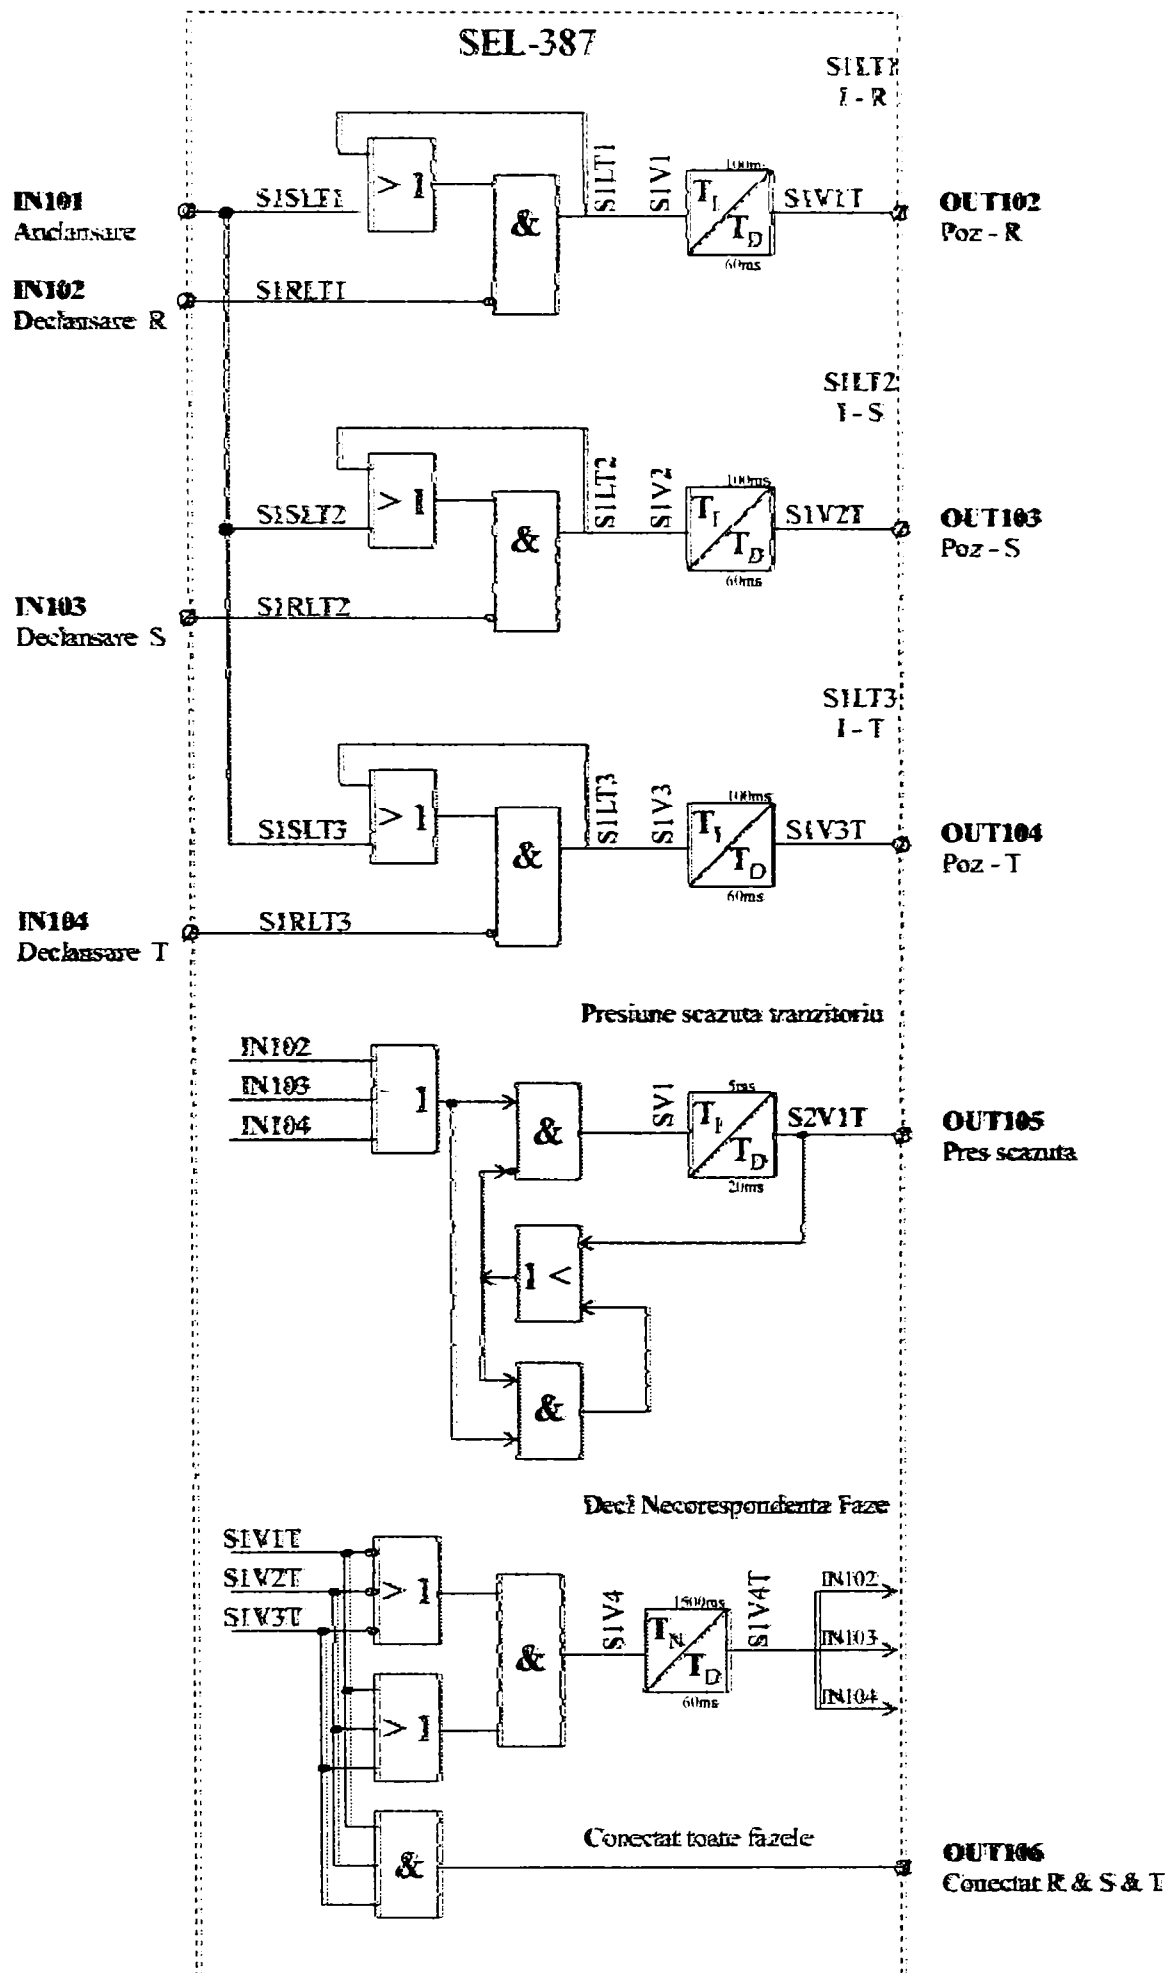 SEL-387
S1LT1
I - R
> 1
&
S1LT1
S1V1
100ms
TI
TD
60ms
S1V1T
IN101
Anclansare
S1SLT1
OUT102
Poz - R
IN102
Declansare R
S1RLT1
S1LT2
I - S
> 1
&
S1LT2
S1V2
100ms
TI
TD
60ms
S1V2T
S1SLT2
OUT103
Poz - S
IN103
Declansare S
S1RLT2
S1LT3
I - T
> 1
&
S1LT3
S1V3
100ms
TI
TD
60ms
S1V3T
S1SLT3
OUT104
Poz - T
IN104
Declansare T
S1RLT3
Presiune scazuta tranzitoriu
IN102
IN103
IN104
1
&
SV1
5ms
TI
TD
20ms
S2V1T
OUT105
Pres scazuta
1 <
&
Decl Necorespondenta Faze
S1V1T
S1V2T
S1V3T
> 1
&
S1V4
1500ms
TN
TD
60ms
S1V4T
IN102
IN103
IN104
> 1
&
Conectat toate fazele
OUT106
Conectat R & S & T